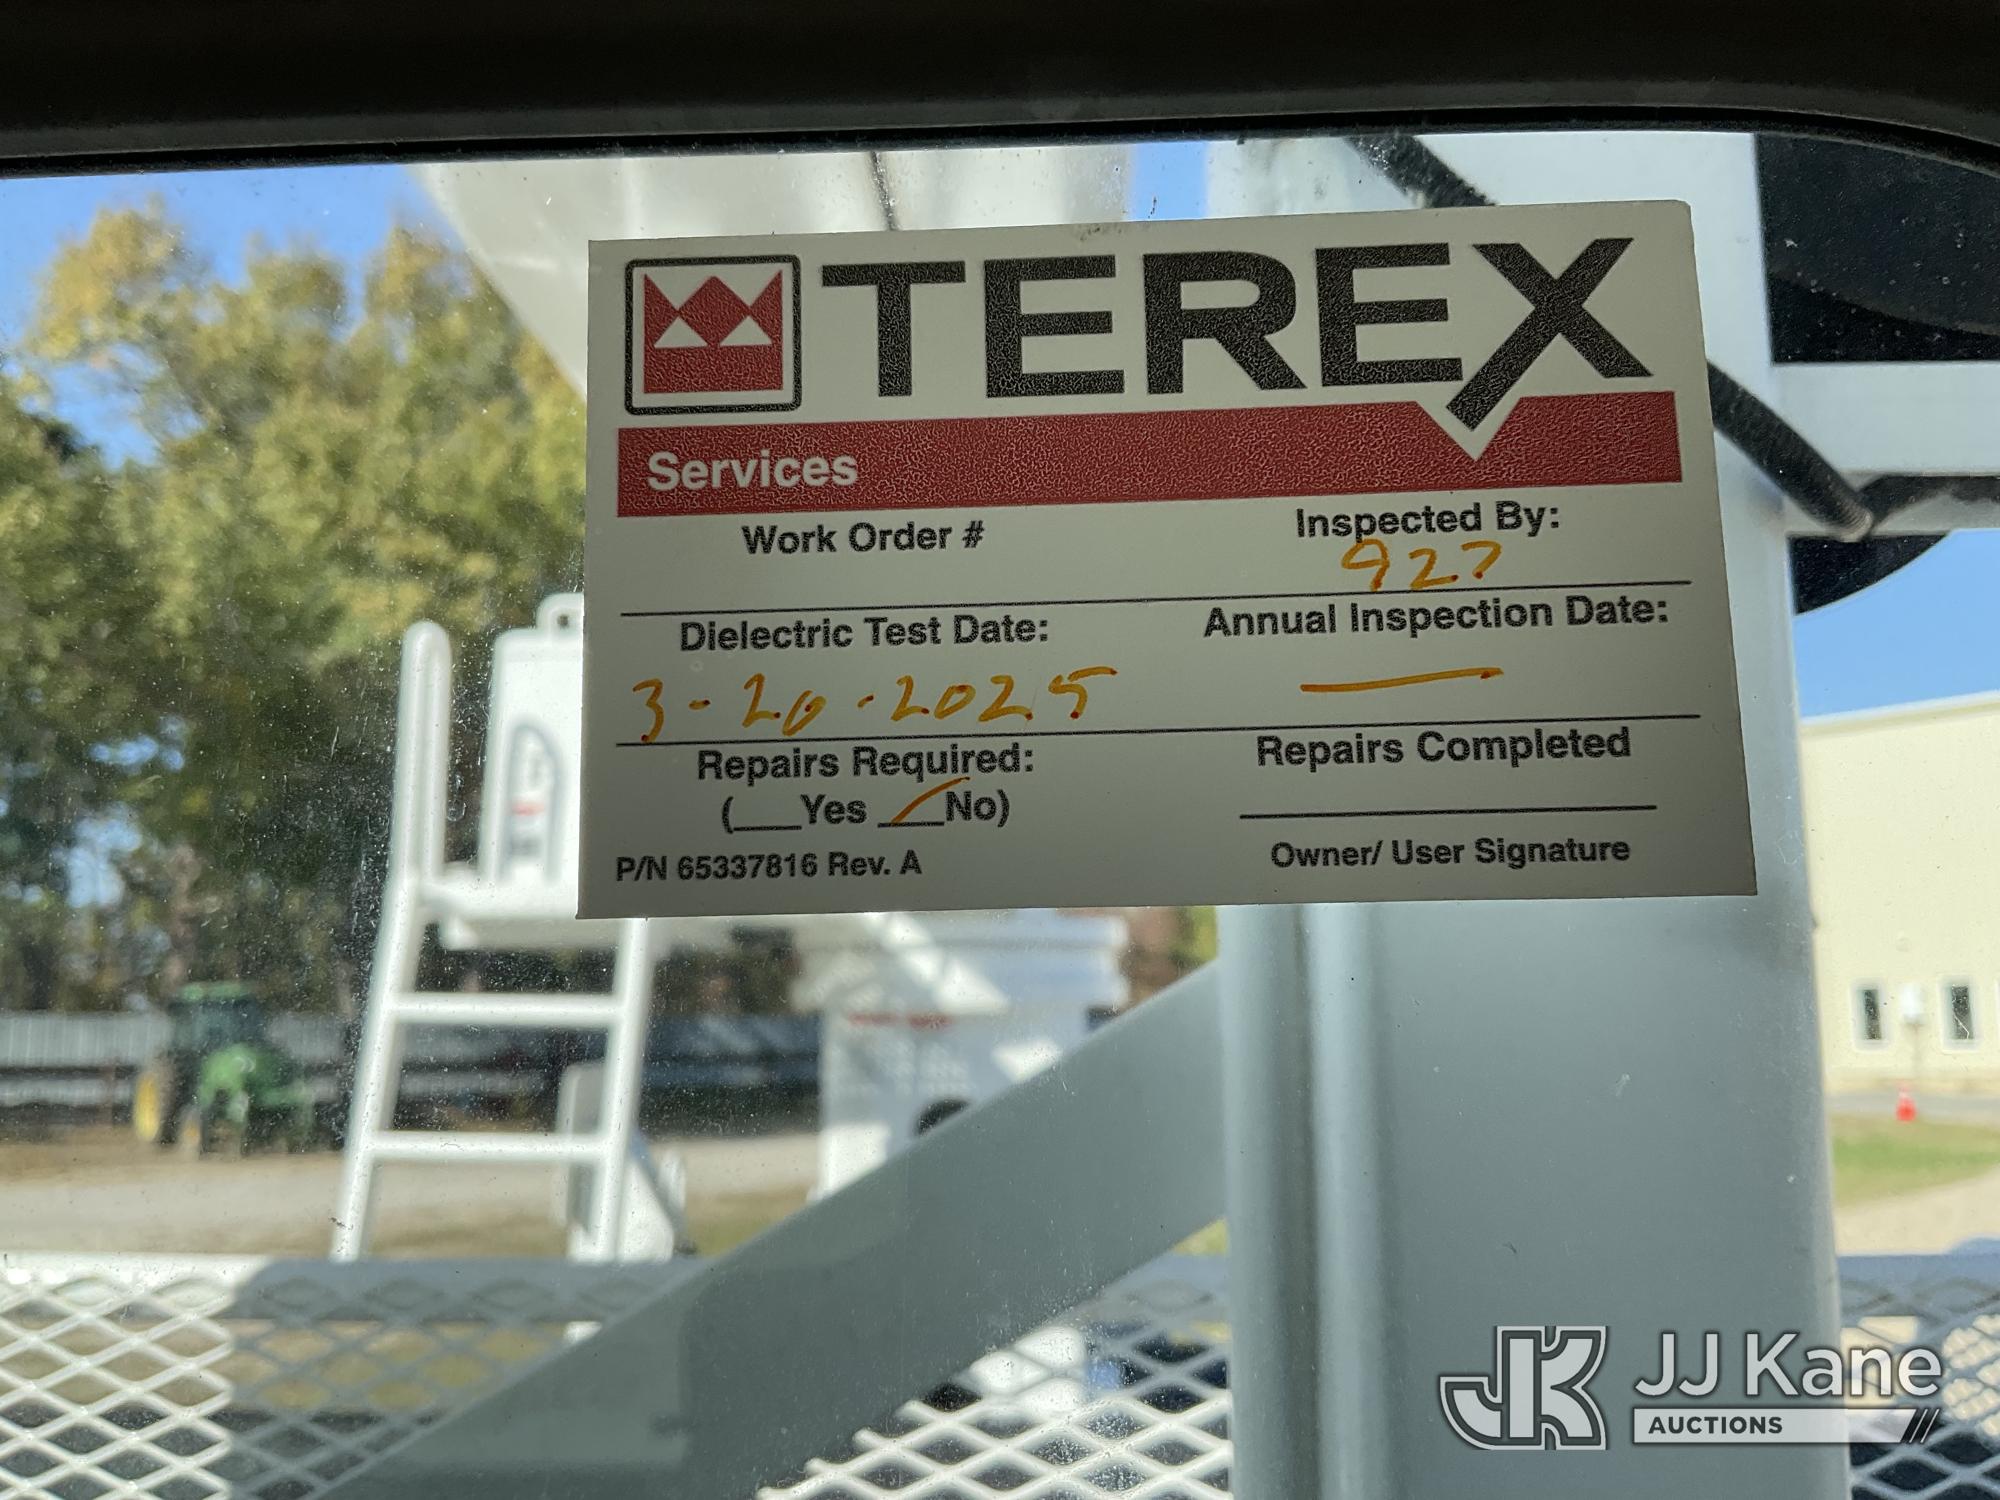 TEREX
Services
Work Order # Inspected By:
927
Dielectric Test Date: Annual Inspection Date:
3-20-2025 —
Repairs Required: Repairs Completed
(___Yes ___No)
Owner/ User Signature
P/N 65337816 Rev. A
JK JJ Kane
AUCTIONS